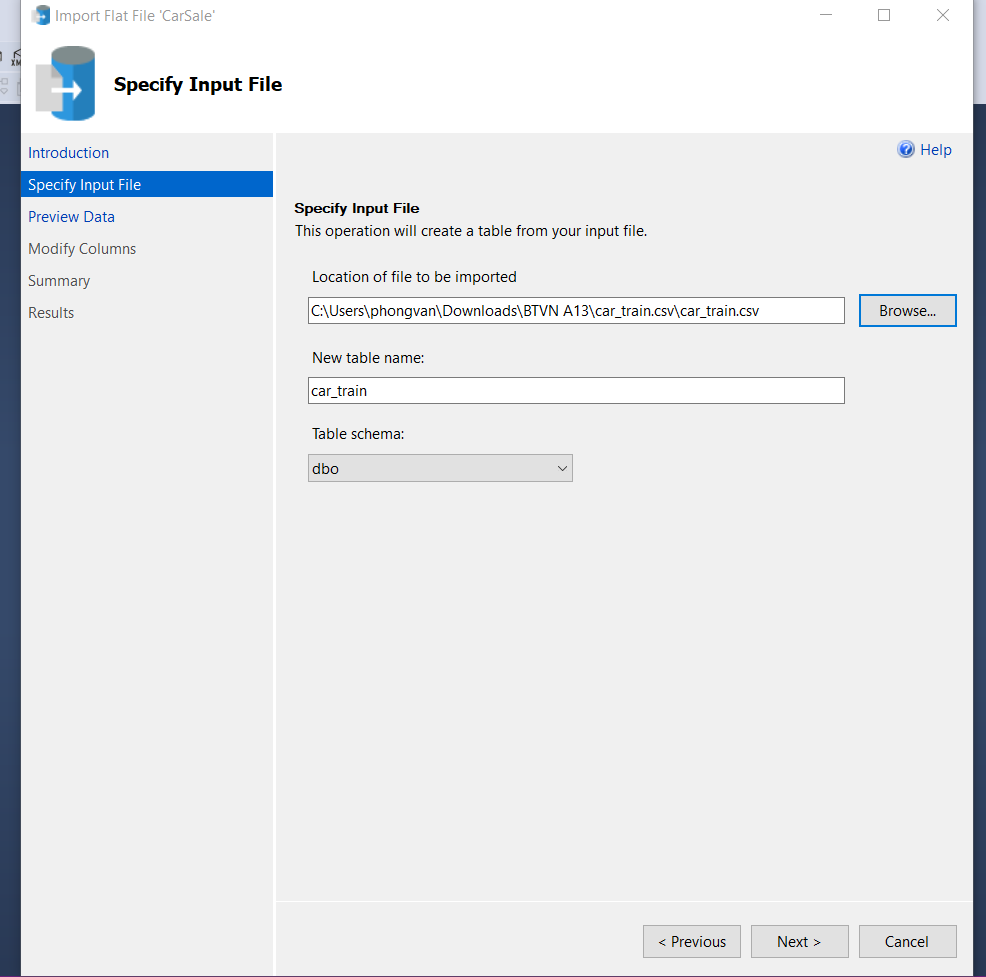 Import Flat File 'CarSale'
Specify Input File
Introduction
Specify Input File
Preview Data
Modify Columns
Summary
Results
Help
Specify Input File
This operation will create a table from your input file.
Location of file to be imported
C:\Users\phongvan\Downloads\BTVN A13\car_train.csv\car_train.csv
Browse...
New table name:
car_train
Table schema:
dbo
< Previous
Next >
Cancel